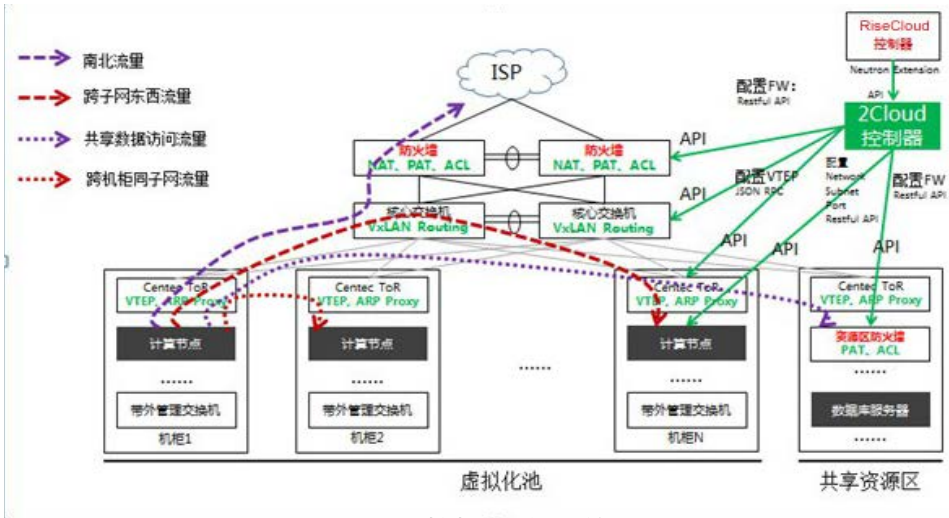 南北流量
跨子网东西流量
共享数据访问流量
跨机柜同子网流量
ISP
RiseCloud
控制器
Neutron Extension
API
2Cloud
控制器
配置FW:
Restful API
API
防火墙
NAT、PAT、ACL
防火墙
NAT、PAT、ACL
配置VTEP
JSON RPC
配置
Network
Subnet
Port
Restful API
配置FW
Restful API
API
核心交换机
VxLAN Routing
核心交换机
VxLAN Routing
API
API
API
Centec ToR
VTEP、ARP Proxy
计算节点
......
带外管理交换机
机柜1
Centec ToR
VTEP、ARP Proxy
计算节点
......
带外管理交换机
机柜2
......
Centec ToR
VTEP、ARP Proxy
计算节点
......
带外管理交换机
机柜N
Centec ToR
VTEP、ARP Proxy
资源区防火墙
PAT、ACL
......
数据库服务器
......
虚拟化池
共享资源区